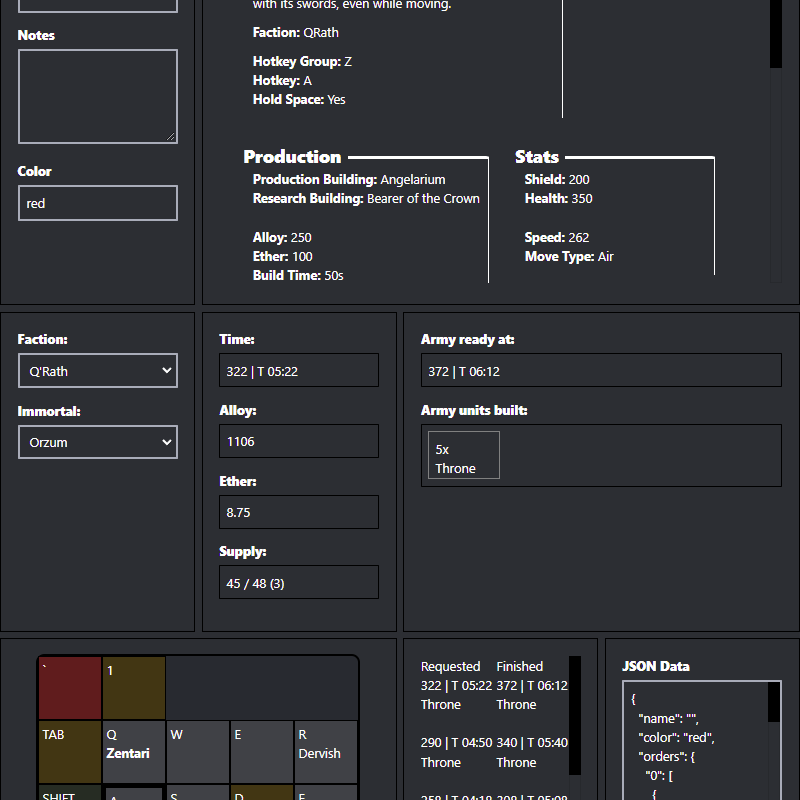 with its swords, even while moving.
Faction: QRath
Hotkey Group: Z
Hotkey: A
Hold Space: Yes
Notes
Color
red
Production
Production Building: Angelarium
Research Building: Bearer of the Crown
Alloy: 250
Ether: 100
Build Time: 50s
Stats
Shield: 200
Health: 350
Speed: 262
Move Type: Air
Faction:
Q'Rath
Immortal:
Orzum
Time:
322 | T 05:22
Alloy:
1106
Ether:
8.75
Supply:
45 / 48 (3)
Army ready at:
372 | T 06:12
Army units built:
5x
Throne
` 1
TAB Q W E R
Zentari Dervish
SHIFT A S D F
Requested Finished
322 | T 05:22 372 | T 06:12
Throne Throne
290 | T 04:50 340 | T 05:40
Throne Throne
258 | T 04:18 308 | T 05:08
JSON Data
{
"name": "",
"color": "red",
"orders": {
"0": [
{